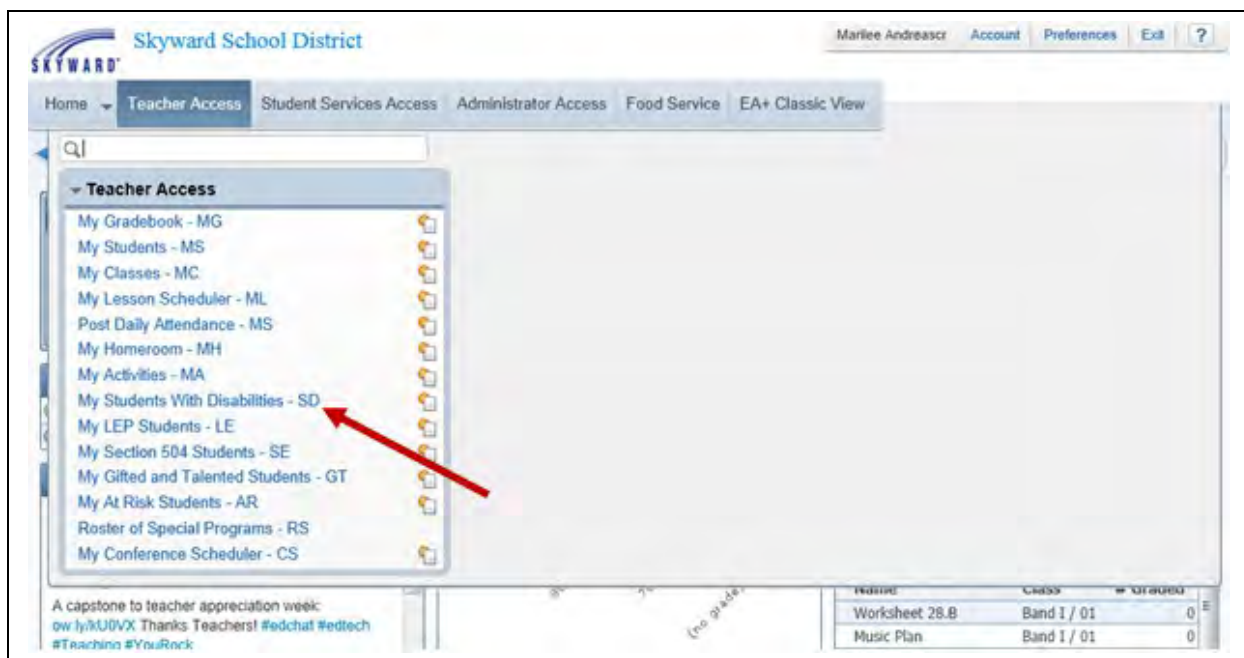 Skyward School District
SKYWARD
Marilee Andreascr Account Preferences Exit ?
Home Teacher Access Student Services Access Administrator Access Food Service EA+ Classic View
Teacher Access
My Gradebook - MG
My Students - MS
My Classes - MC
My Lesson Scheduler - ML
Post Daily Attendance - MS
My Homeroom - MH
My Activities - MA
My Students With Disabilities - SD
My LEP Students - LE
My Section 504 Students - SE
My Gifted and Talented Students - GT
My At Risk Students - AR
Roster of Special Programs - RS
My Conference Scheduler - CS
A capstone to teacher appreciation week:
ow.ly/kU0VX Thanks Teachers! #edchat #edtech
#Teaching #YouRock
(no grade)
Name Class # Graded
Worksheet 28.B Band I / 01 0
Music Plan Band I / 01 0